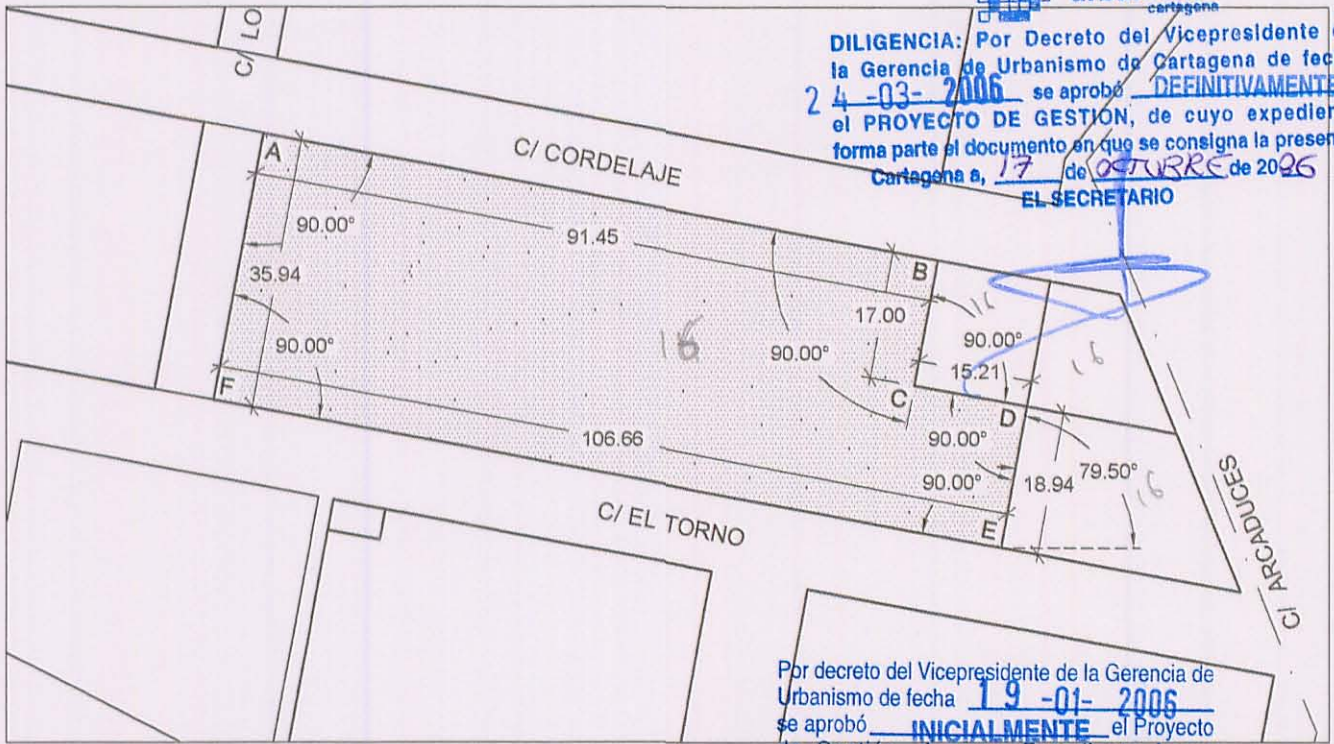 cartagena
DILIGENCIA: Por Decreto del Vicepresidente
la Gerencia de Urbanismo de Cartagena de fec
24 -03- 2006 se aprobó DEFINITIVAMENTE
el PROYECTO DE GESTIÓN, de cuyo expedien
forma parte el documento en que se consigna la presen
Cartagena a, 17 de OCTUBRE de 2006
EL SECRETARIO
C/ LO
C/ CORDELAJE
A
90.00°
91.45
B
35.94
17.00
16
90.00°
90.00°
16
90.00°
15.21
16
F
C
D
106.66
90.00°
90.00°
18.94
79.50°
16
E
C/ EL TORNO
C/ ARCADUCES
Por decreto del Vicepresidente de la Gerencia de
Urbanismo de fecha 19 -01- 2006
se aprobó INICIALMENTE el Proyecto